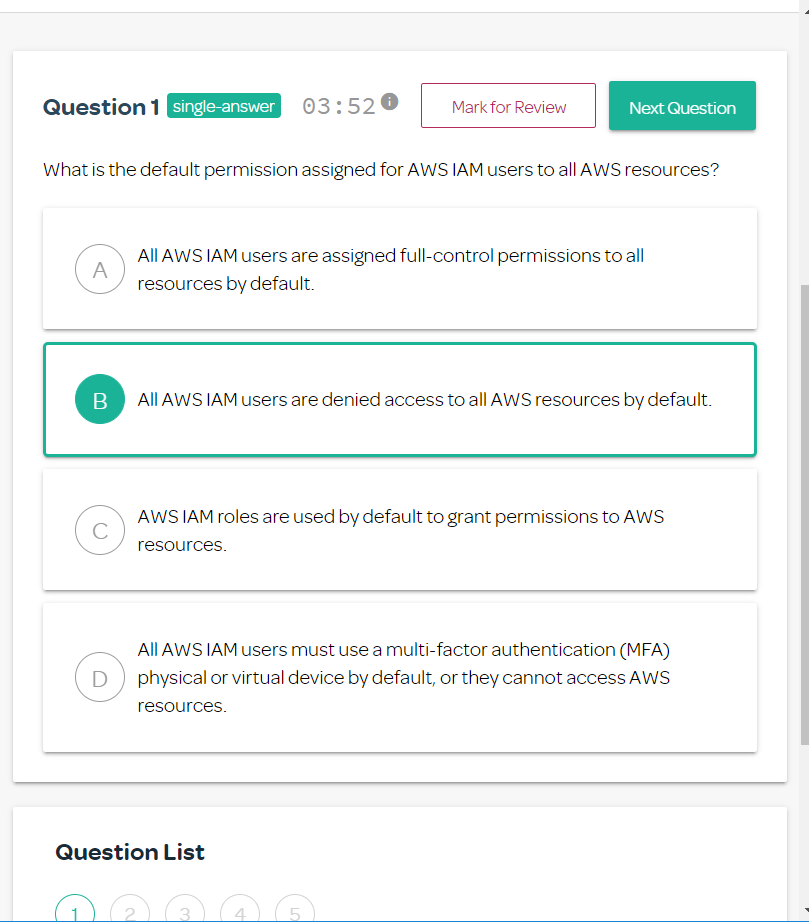 Question 1 single-answer 03:52 Mark for Review Next Question
What is the default permission assigned for AWS IAM users to all AWS resources?
A
All AWS IAM users are assigned full-control permissions to all
resources by default.
B
All AWS IAM users are denied access to all AWS resources by default.
C
AWS IAM roles are used by default to grant permissions to AWS
resources.
D
All AWS IAM users must use a multi-factor authentication (MFA)
physical or virtual device by default, or they cannot access AWS
resources.
Question List
1 2 3 4 5